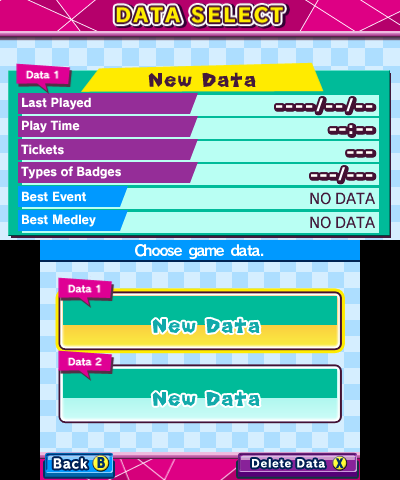 DATA SELECT
Data 1
New Data
Last Played ----/--/--
Play Time --:--
Tickets ---
Types of Badges ---/---
Best Event NO DATA
Best Medley NO DATA
Choose game data.
Data 1
New Data
Data 2
New Data
Back B
Delete Data X